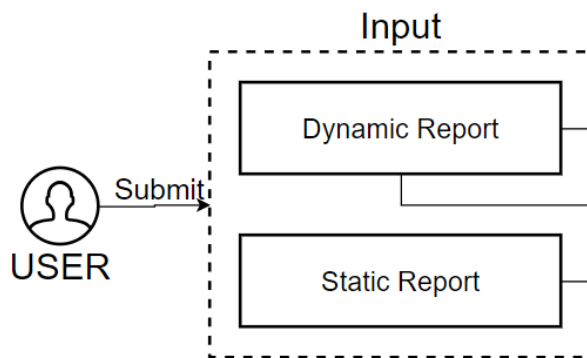 Input
Dynamic Report
Submit
USER
Static Report